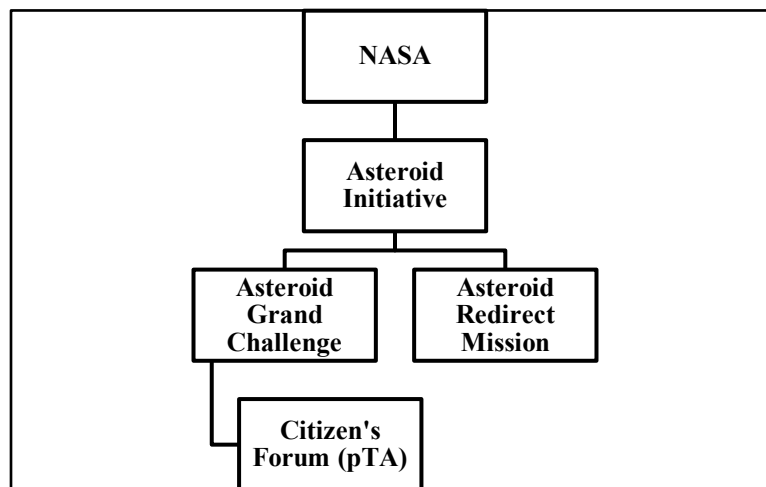 NASA
Asteroid
Initiative
Asteroid
Grand
Challenge
Asteroid
Redirect
Mission
Citizen's
Forum (pTA)